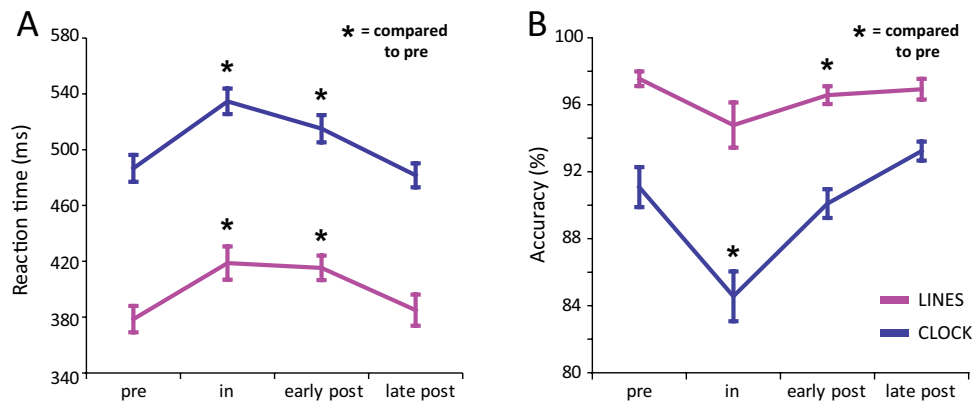 A
* = compared
to pre
Reaction time (ms)
580
540
500
460
420
380
340
*
*
*
*
pre
in
early post
late post
B
* = compared
to pre
Accuracy (%)
100
96
92
88
84
80
*
*
LINES
CLOCK
pre
in
early post
late post